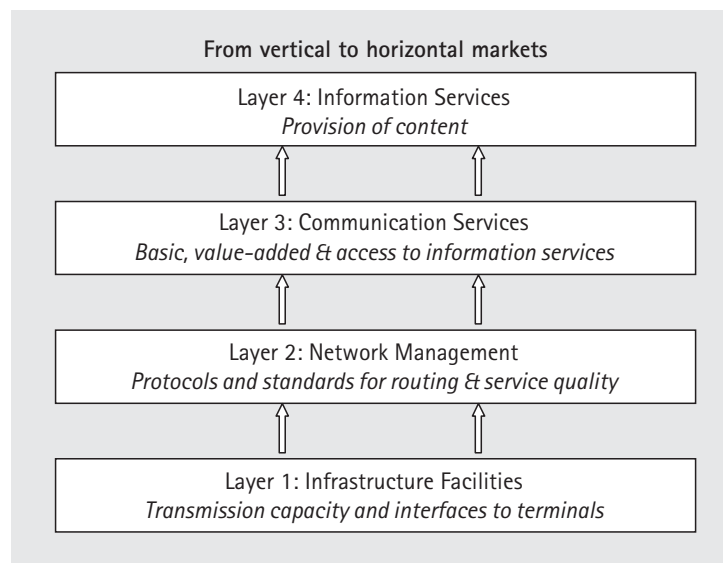 From vertical to horizontal markets
Layer 4: Information Services
Provision of content
Layer 3: Communication Services
Basic, value-added & access to information services
Layer 2: Network Management
Protocols and standards for routing & service quality
Layer 1: Infrastructure Facilities
Transmission capacity and interfaces to terminals